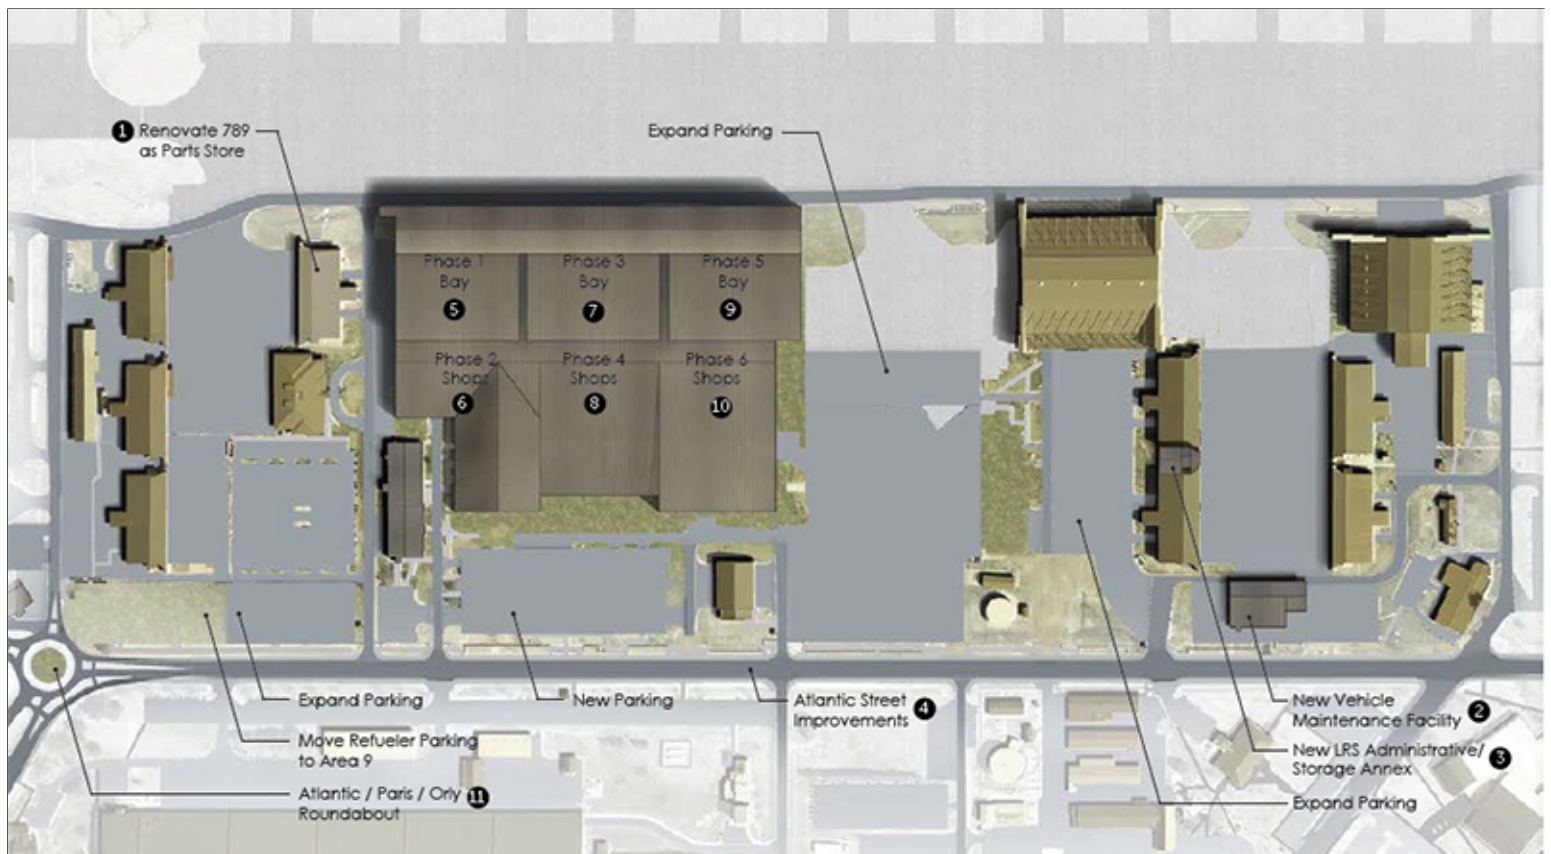 1 Renovate 789
as Parts Store
Expand Parking
Phase 1
Bay
5
Phase 3
Bay
7
Phase 5
Bay
9
Phase 2
Shops
6
Phase 4
Shops
8
Phase 6
Shops
10
Expand Parking
Move Refueler Parking
to Area 9
Atlantic / Paris / Orly 11
Roundabout
New Parking
Atlantic Street
Improvements 4
New Vehicle
Maintenance Facility 2
New LRS Administrative/
Storage Annex 3
Expand Parking